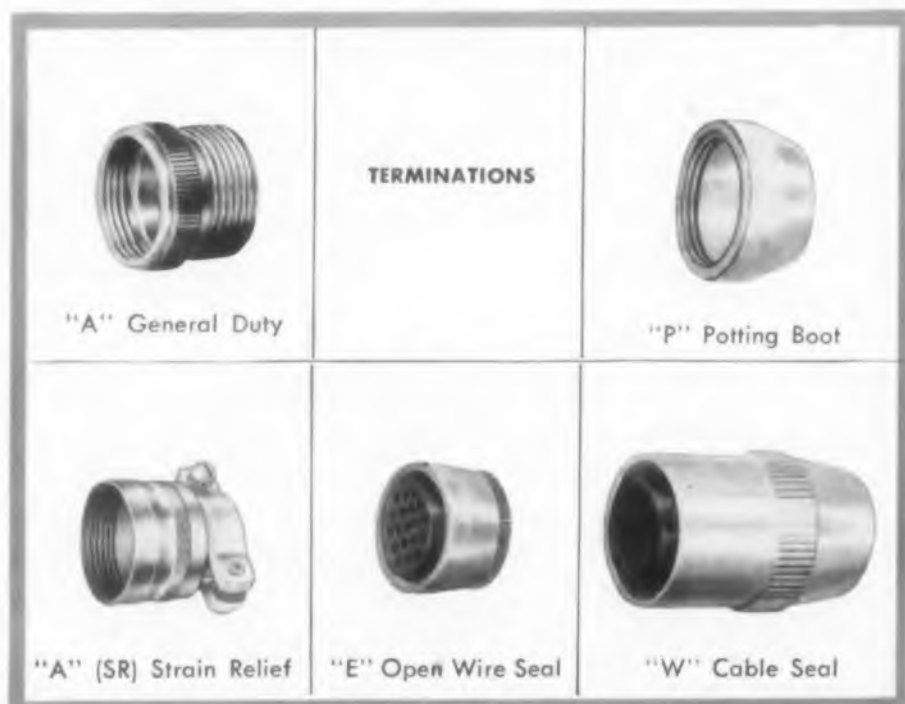 "A" General Duty
TERMINATIONS
"P" Potting Boot
"A" (SR) Strain Relief
"E" Open Wire Seal
"W" Cable Seal